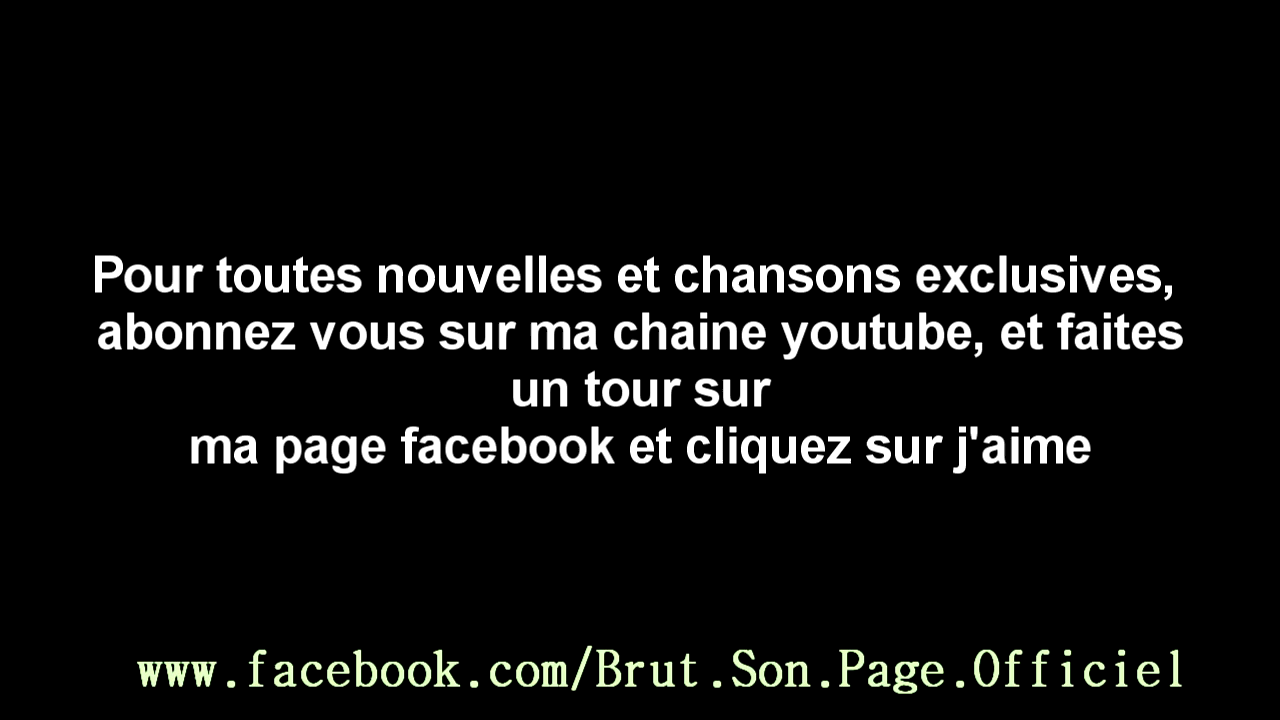 Pour toutes nouvelles et chansons exclusives,
abonnez vous sur ma chaine youtube, et faites
un tour sur
ma page facebook et cliquez sur j'aime
www.facebook.com/Brut.Son.Page.Officiel